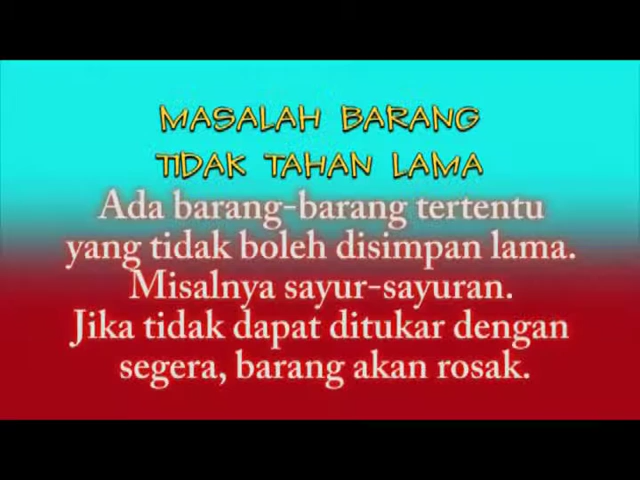 MASALAH BARANG
TIDAK TAHAN LAMA
Ada barang-barang tertentu
yang tidak boleh disimpan lama.
Misalnya sayur-sayuran.
Jika tidak dapat ditukar dengan
segera, barang akan rosak.